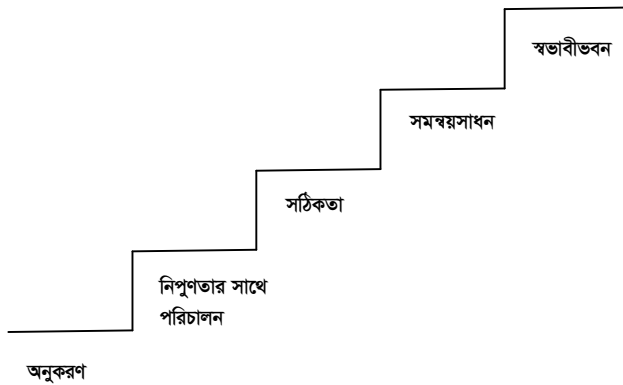 স্বভাবীভবন
সমন্বয়সাধন
সঠিকতা
নিপুণতার সাথে
পরিচালন
অনুকরণ